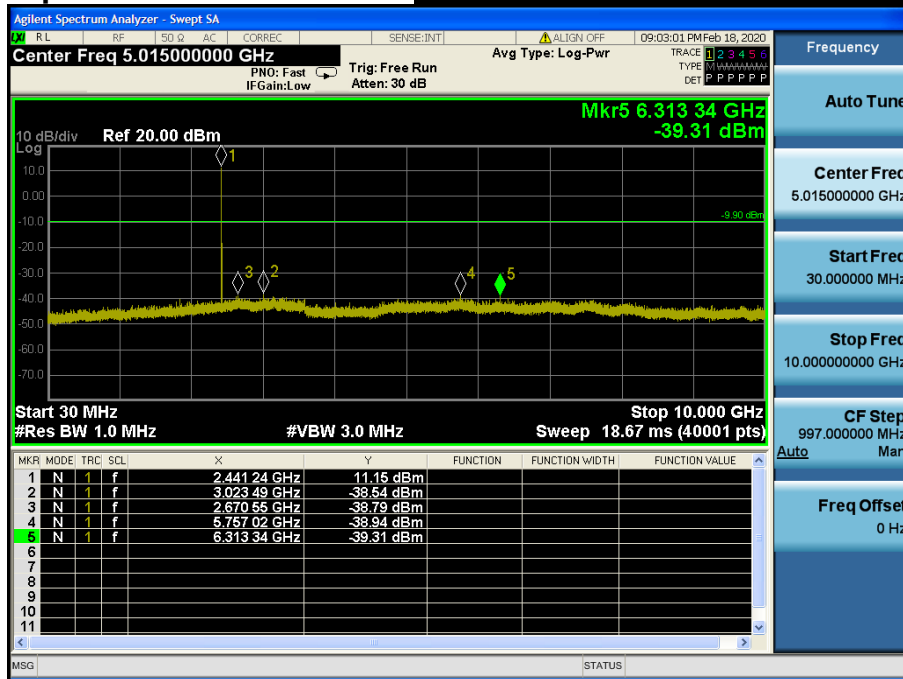 Agilent Spectrum Analyzer - Swept SA
LXI RL RF 50 Ω AC CORREC SENSE:INT ALIGN OFF 09:03:01 PM Feb 18, 2020
Center Freq 5.015000000 GHz
PNO: Fast
IFGain:Low
Trig: Free Run
Atten: 30 dB
Avg Type: Log-Pwr
TRACE 1 2 3 4 5 6
TYPE M
DET P P P P P P
Mkr5 6.313 34 GHz
-39.31 dBm
10 dB/div Ref 20.00 dBm
Log
10.0
0.00
-10.0
-20.0
-30.0
-40.0
-50.0
-60.0
-70.0
1
3 2
4
5
-9.90 dBm
Start 30 MHz Stop 10.000 GHz
#Res BW 1.0 MHz #VBW 3.0 MHz Sweep 18.67 ms (40001 pts)
MKR MODE TRC SCL X Y FUNCTION FUNCTION WIDTH FUNCTION VALUE
1 N 1 f 2.441 24 GHz 11.15 dBm
2 N 1 f 3.023 49 GHz -38.54 dBm
3 N 1 f 2.670 55 GHz -38.79 dBm
4 N 1 f 5.757 02 GHz -38.94 dBm
5 N 1 f 6.313 34 GHz -39.31 dBm
6
7
8
9
10
11
MSG STATUS
Frequency
Auto Tune
Center Freq
5.015000000 GHz
Start Freq
30.000000 MHz
Stop Freq
10.000000000 GHz
CF Step
997.000000 MHz
Auto Man
Freq Offset
0 Hz